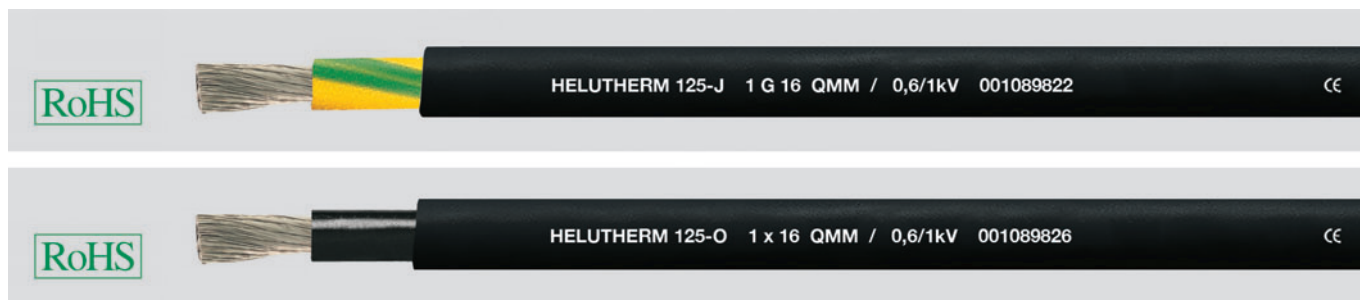 RoHS
HELUTHERM 125-J 1 G 16 QMM / 0,6/1kV 001089822 CE
RoHS
HELUTHERM 125-O 1 x 16 QMM / 0,6/1kV 001089826 CE